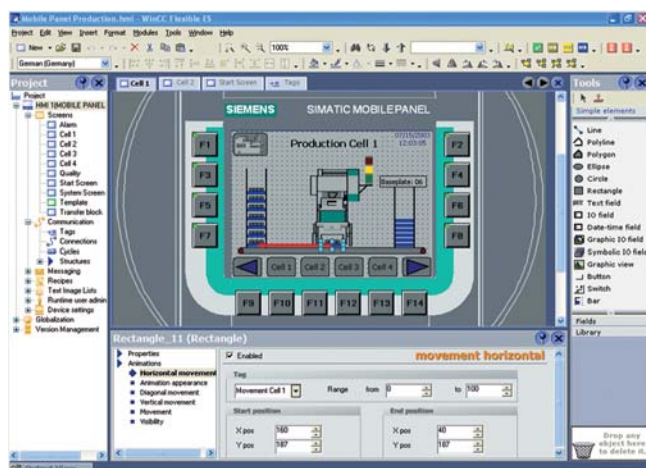 Mobile Panel Production.hmi - WinCC Flexible ES
Project Edit View Insert Format Modules Tools Window Help
New
100%
German (Germany)
Project
Cell 1
Cell 2
Start Screen
Tags
Tools
Project
HMI 1(MOBILE PANEL
Screens
Alarm
Cell 1
Cell 2
Cell 3
Cell 4
Quality
Start Screen
System Screen
Template
Transfer block
Communication
Tags
Connections
Cycles
Structures
Messaging
Recipes
Text Image Lists
Runtime user admin
Device settings
Globalization
Version Management
SIEMENS
SIMATIC MOBILE PANEL
07/15/2003
12:03:05
Production Cell 1
Baseplate: 06
F1
F2
F3
F4
F5
F6
F7
F8
Cell 1
Cell 2
Cell 3
Cell 4
F9
F10
F11
F12
F13
F14
Simple elements
Line
Polyline
Polygon
Ellipse
Circle
Rectangle
Text field
IO field
Date-time field
Graphic IO field
Symbolic IO field
Graphic view
Button
Switch
Bar
Fields
Library
Drop any
object here
to delete it.
Rectangle_11 (Rectangle)
Properties
Animations
Horizontal movement
Animation appearance
Diagonal movement
Vertical movement
Movement
Visibility
Enabled
movement horizontal
Tag
Movement Cell 1
Range from 0 to 100
Start position
X pos 160
Y pos 187
End position
X pos 40
Y pos 187